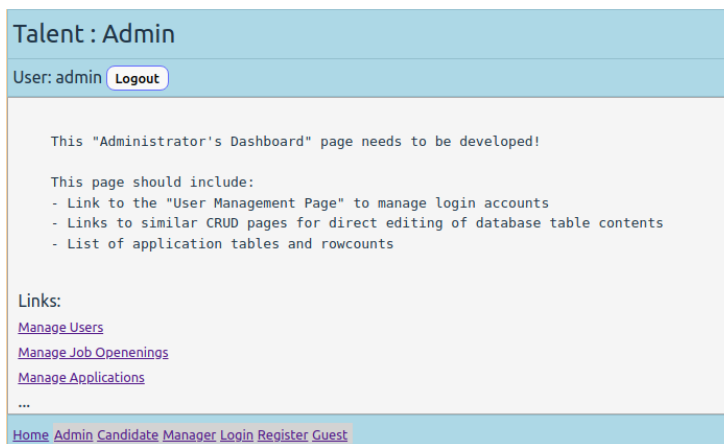 Talent : Admin
User: admin Logout
This "Administrator's Dashboard" page needs to be developed!
This page should include:
- Link to the "User Management Page" to manage login accounts
- Links to similar CRUD pages for direct editing of database table contents
- List of application tables and rowcounts
Links:
Manage Users
Manage Job Openenings
Manage Applications
...
Home Admin Candidate Manager Login Register Guest